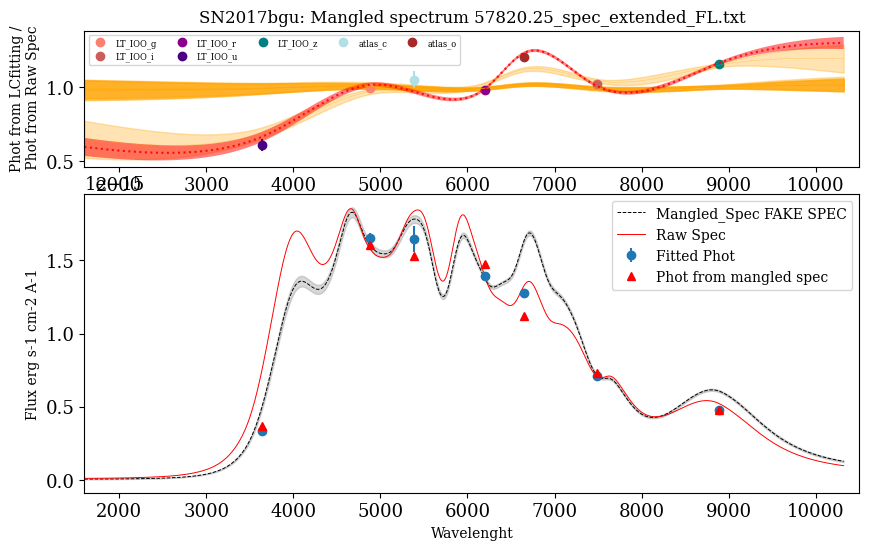 SN2017bgu: Mangled spectrum 57820.25_spec_extended_FL.txt
Phot from LCfitting /
Phot from Raw Spec
LT_IOO_g LT_IOO_r LT_IOO_z atlas_c atlas_o
LT_IOO_i LT_IOO_u
1.0
0.5
2000 3000 4000 5000 6000 7000 8000 9000 10000
1e−15
Flux erg s-1 cm-2 A-1
Mangled_Spec FAKE SPEC
Raw Spec
Fitted Phot
Phot from mangled spec
1.5
1.0
0.5
0.0
2000 3000 4000 5000 6000 7000 8000 9000 10000
Wavelenght